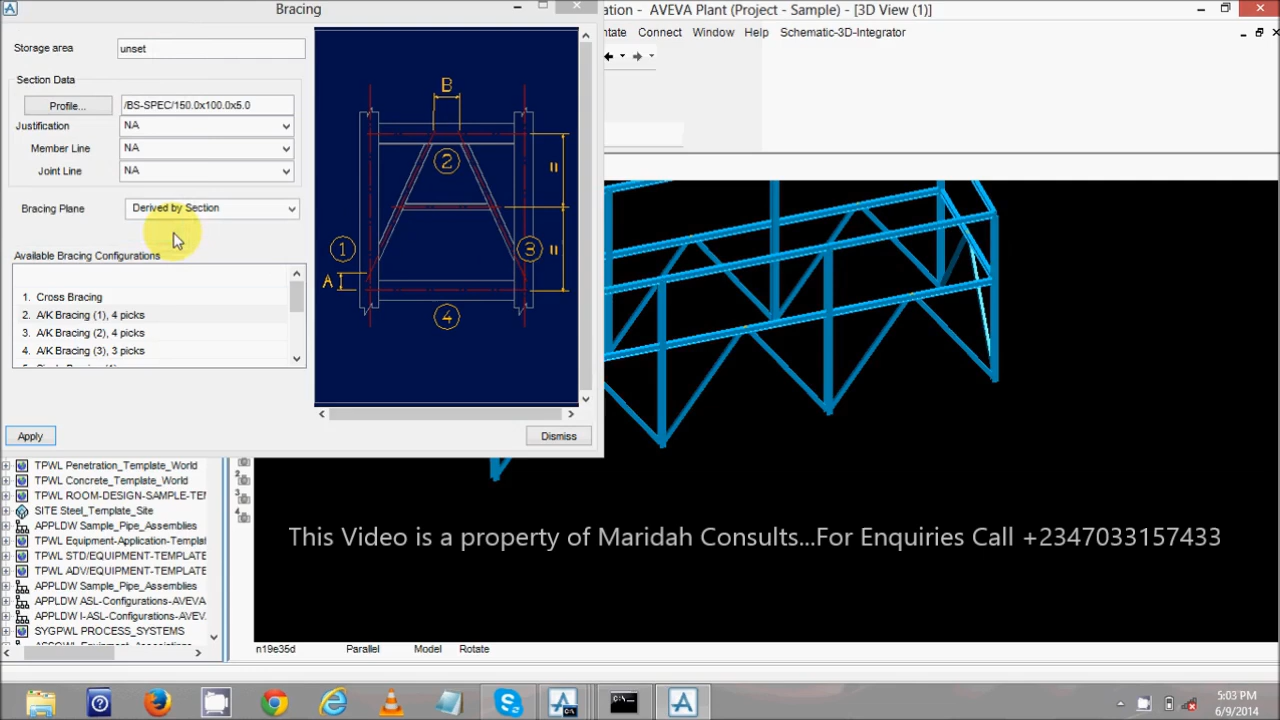 Bracing
ation - AVEVA Plant (Project - Sample) - [3D View (1)]
ntate Connect Window Help Schematic-3D-Integrator
Storage area unset
Section Data
Profile... /BS-SPEC/150.0x100.0x5.0
Justification NA
Member Line NA
Joint Line NA
Bracing Plane Derived by Section
Available Bracing Configurations
1. Cross Bracing
2. A/K Bracing (1), 4 picks
3. A/K Bracing (2), 4 picks
4. A/K Bracing (3), 3 picks
B
2
1
3
A
4
=
=
Apply
Dismiss
TPWL Penetration_Template_World
TPWL Concrete_Template_World
TPWL ROOM-DESIGN-SAMPLE-TEM
SITE Steel_Template_Site
APPLDW Sample_Pipe_Assemblies
TPWL Equipment-Application-Templat
TPWL STD/EQUIPMENT-TEMPLATE
TPWL ADV/EQUIPMENT-TEMPLATE
APPLDW Sample_Pipe_Assemblies
APPLDW ASL-Configurations-AVEVA
APPLDW I-ASL-Configurations-AVEV
SYGPWL PROCESS_SYSTEMS
2
3
4
This Video is a property of Maridah Consults...For Enquiries Call +2347033157433
n19e35d Parallel Model Rotate
5:03 PM
6/9/2014